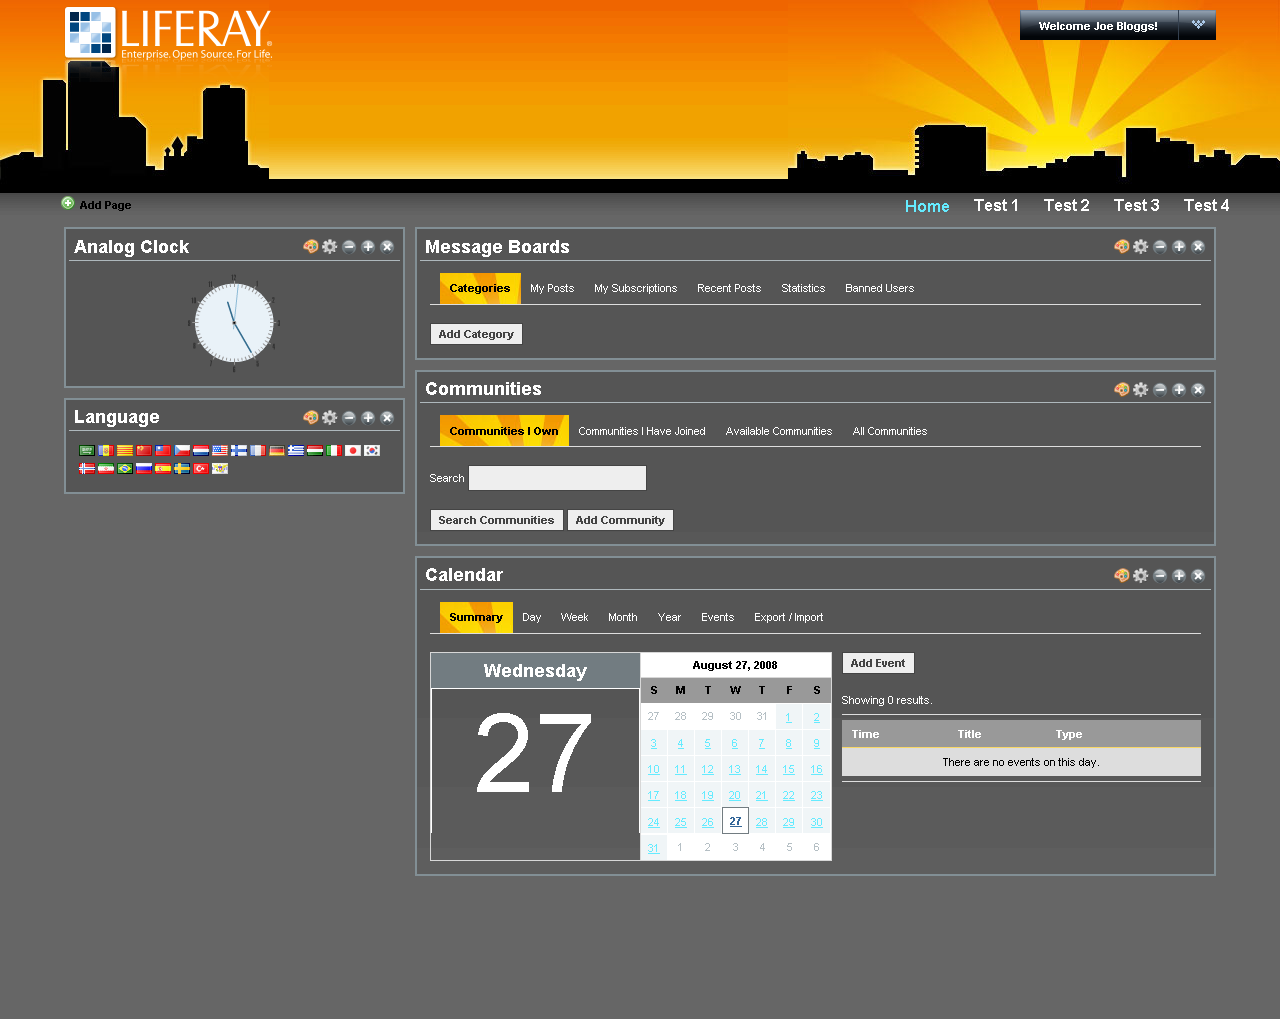 LIFERAY.
Enterprise. Open Source. For Life.
Welcome Joe Bloggs!
Add Page
Home Test 1 Test 2 Test 3 Test 4
Analog Clock
Language
Message Boards
Categories My Posts My Subscriptions Recent Posts Statistics Banned Users
Add Category
Communities
Communities I Own Communities I Have Joined Available Communities All Communities
Search
Search Communities Add Community
Calendar
Summary Day Week Month Year Events Export / Import
Wednesday
27
August 27, 2008
S M T W T F S
27 28 29 30 31 1 2
3 4 5 6 7 8 9
10 11 12 13 14 15 16
17 18 19 20 21 22 23
24 25 26 27 28 29 30
31 1 2 3 4 5 6
Add Event
Showing 0 results.
Time Title Type
There are no events on this day.